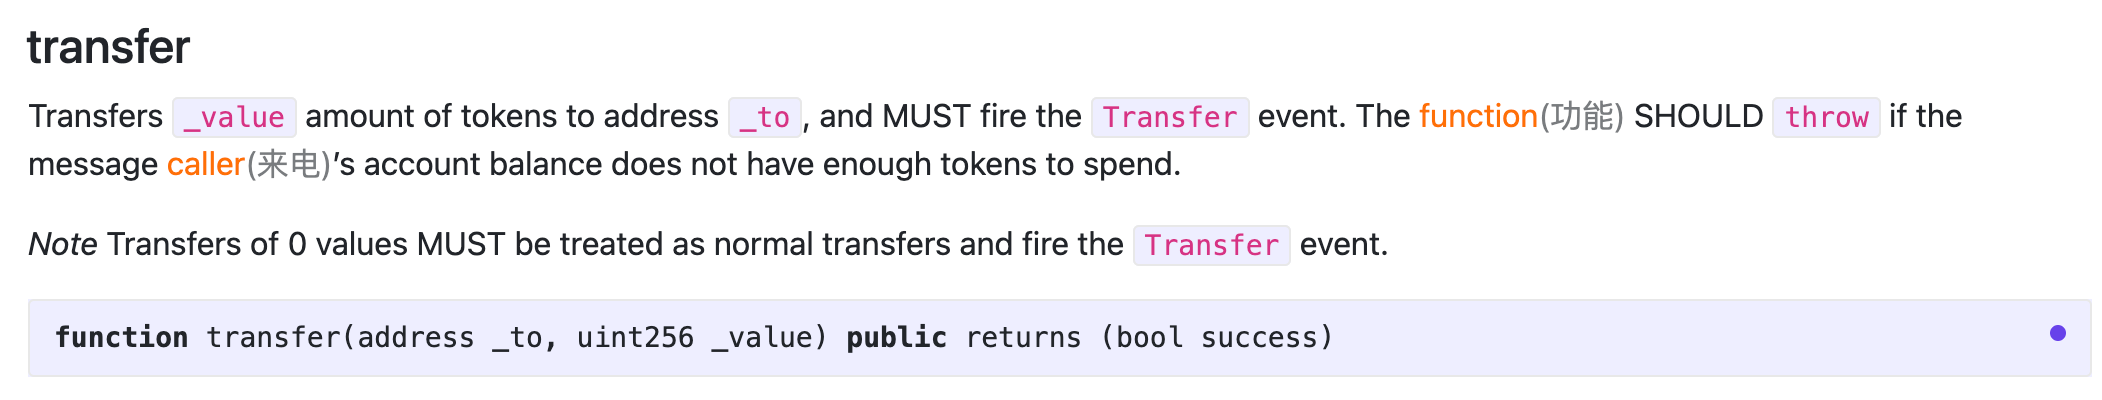 transfer
Transfers _value amount of tokens to address _to, and MUST fire the Transfer event. The function(功能) SHOULD throw if the
message caller(来电)’s account balance does not have enough tokens to spend.
Note Transfers of 0 values MUST be treated as normal transfers and fire the Transfer event.
function transfer(address _to, uint256 _value) public returns (bool success)